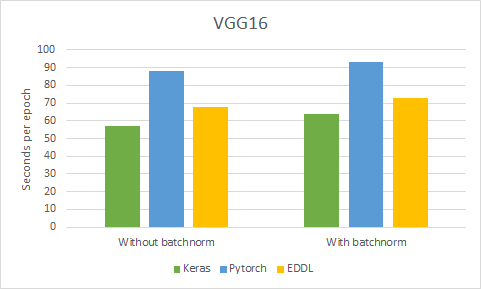 VGG16
Seconds per epoch
100
90
80
70
60
50
40
30
20
10
0
Without batchnorm With batchnorm
Keras Pytorch EDDL